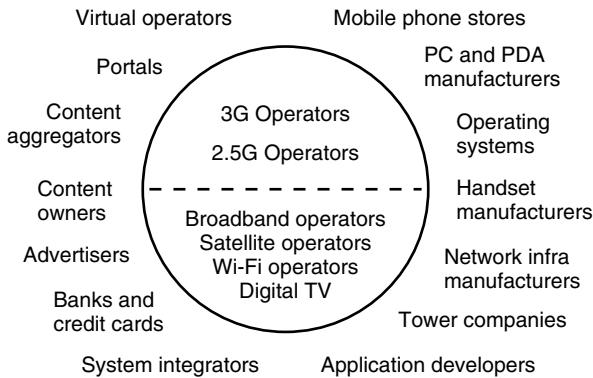 Virtual operators
Mobile phone stores
Portals
PC and PDA
manufacturers
Content
aggregators
3G Operators
2.5G Operators
Operating
systems
Content
owners
Handset
manufacturers
Broadband operators
Satellite operators
Wi-Fi operators
Digital TV
Advertisers
Network infra
manufacturers
Banks and
credit cards
Tower companies
System integrators
Application developers